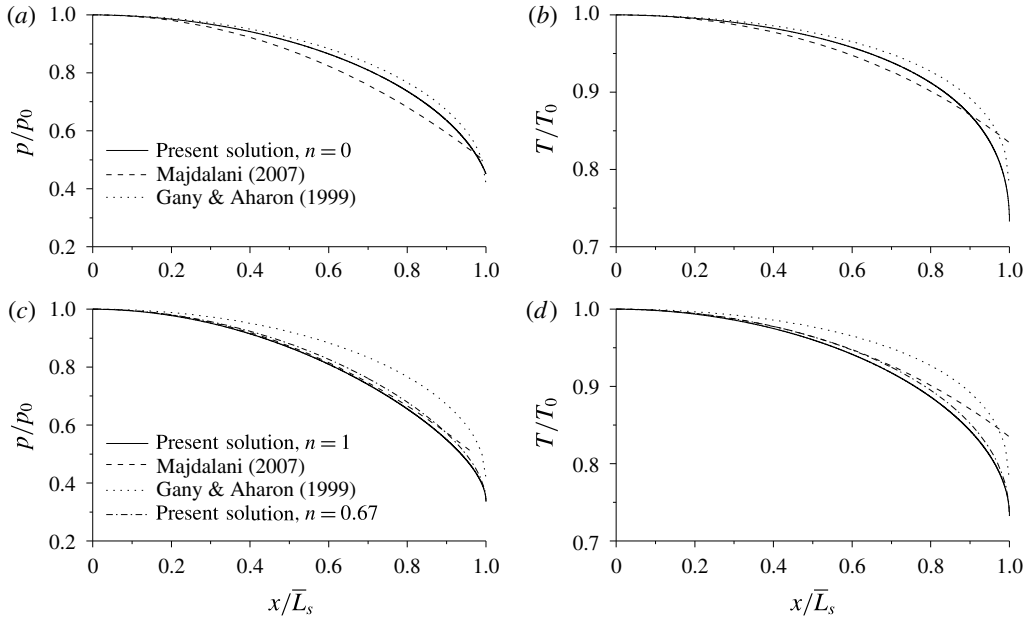 (a)
1.0
0.8
0.6
0.4
0.2
p/p0
Present solution, n = 0
Majdalani (2007)
Gany & Aharon (1999)
0 0.2 0.4 0.6 0.8 1.0
(b)
1.0
0.9
0.8
0.7
T/T0
0 0.2 0.4 0.6 0.8 1.0
(c)
1.0
0.8
0.6
0.4
0.2
p/p0
Present solution, n = 1
Majdalani (2007)
Gany & Aharon (1999)
Present solution, n = 0.67
0 0.2 0.4 0.6 0.8 1.0
x/L̅s
(d)
1.0
0.9
0.8
0.7
T/T0
0 0.2 0.4 0.6 0.8 1.0
x/L̅s